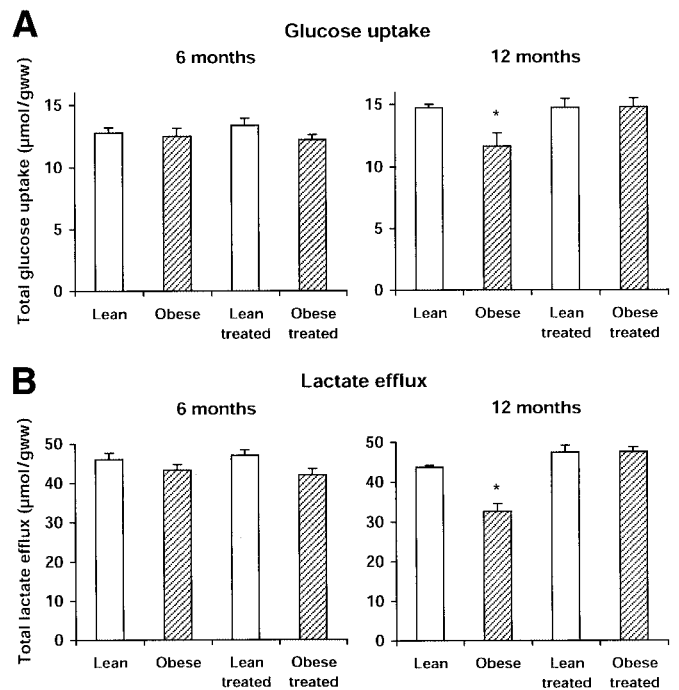 A
Glucose uptake
6 months
12 months
Total glucose uptake (µmol/gww)
15
10
5
0
Lean
Obese
Lean treated
Obese treated
15
*
10
5
0
Lean
Obese
Lean treated
Obese treated
B
Lactate efflux
6 months
12 months
Total lactate efflux (µmol/gww)
50
40
30
20
10
0
Lean
Obese
Lean treated
Obese treated
50
40
*
30
20
10
0
Lean
Obese
Lean treated
Obese treated